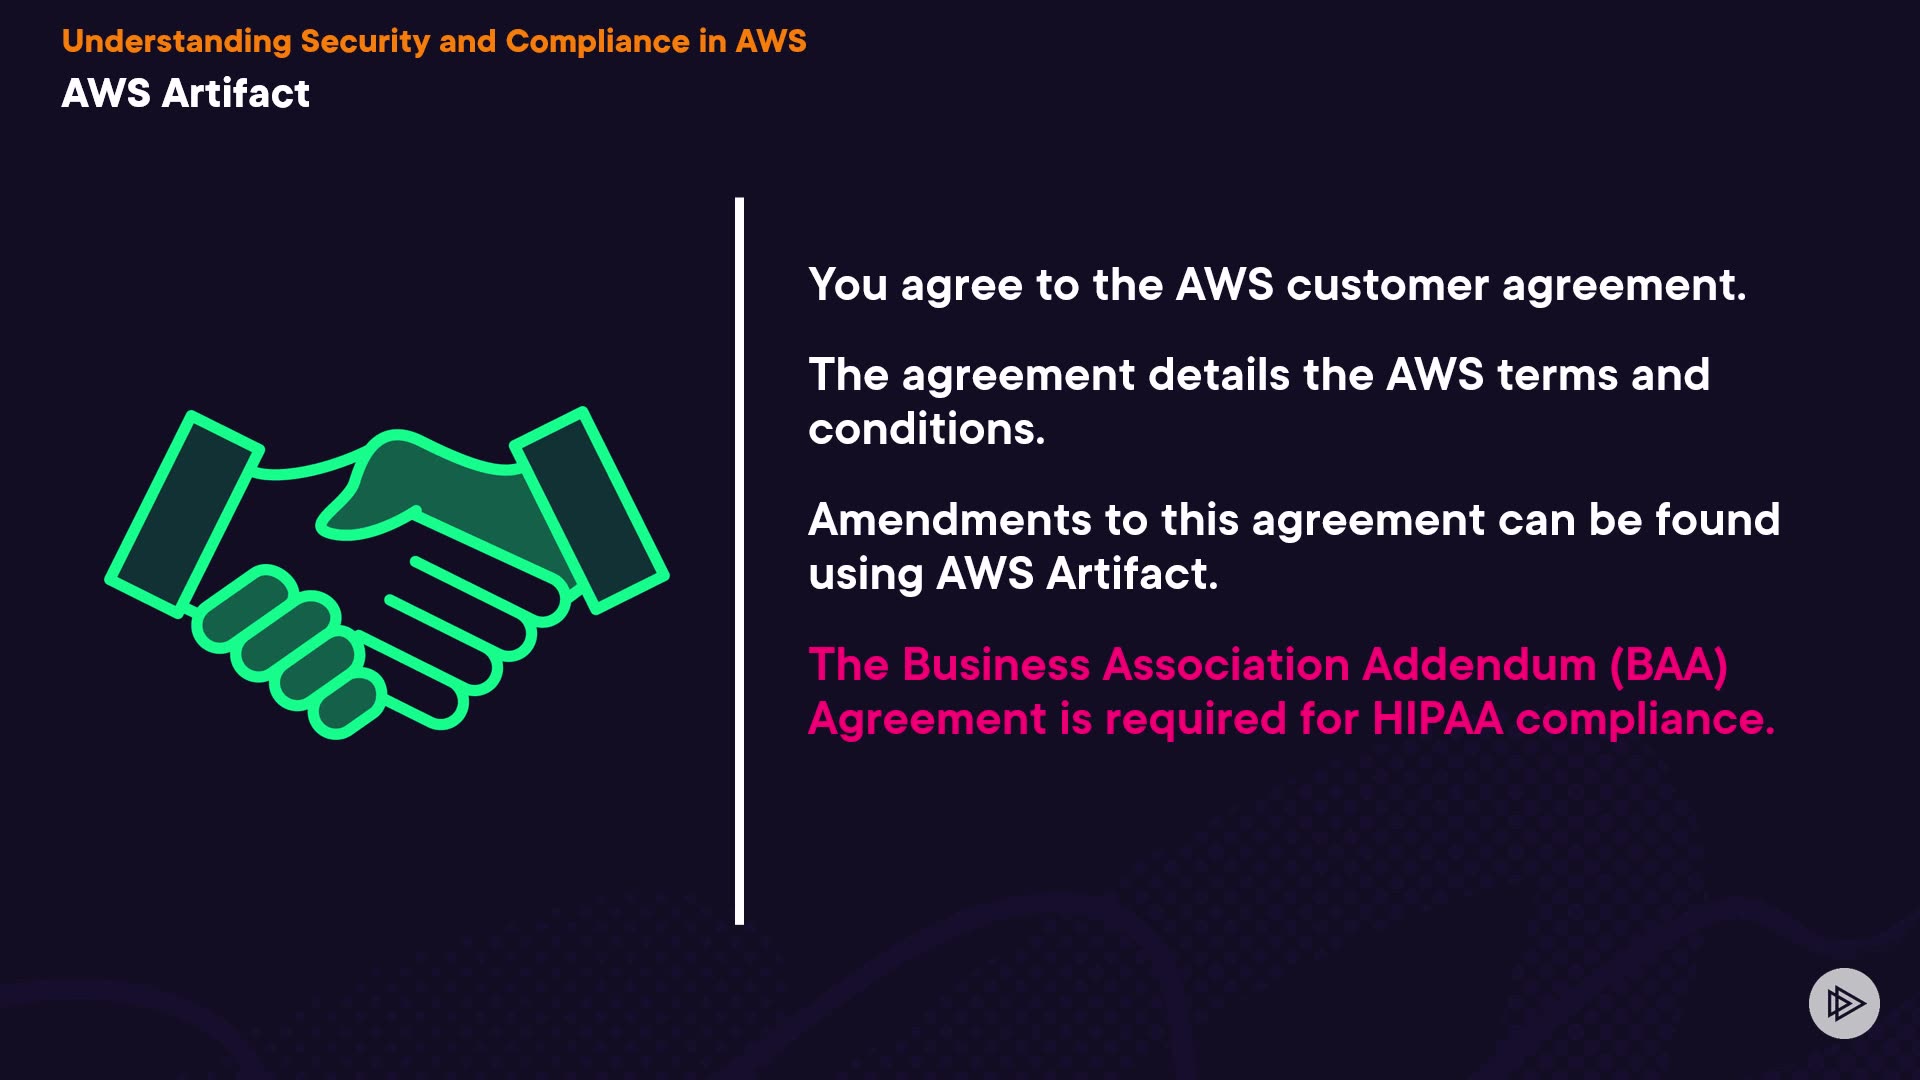 Understanding Security and Compliance in AWS
AWS Artifact
You agree to the AWS customer agreement.
The agreement details the AWS terms and
conditions.
Amendments to this agreement can be found
using AWS Artifact.
The Business Association Addendum (BAA)
Agreement is required for HIPAA compliance.